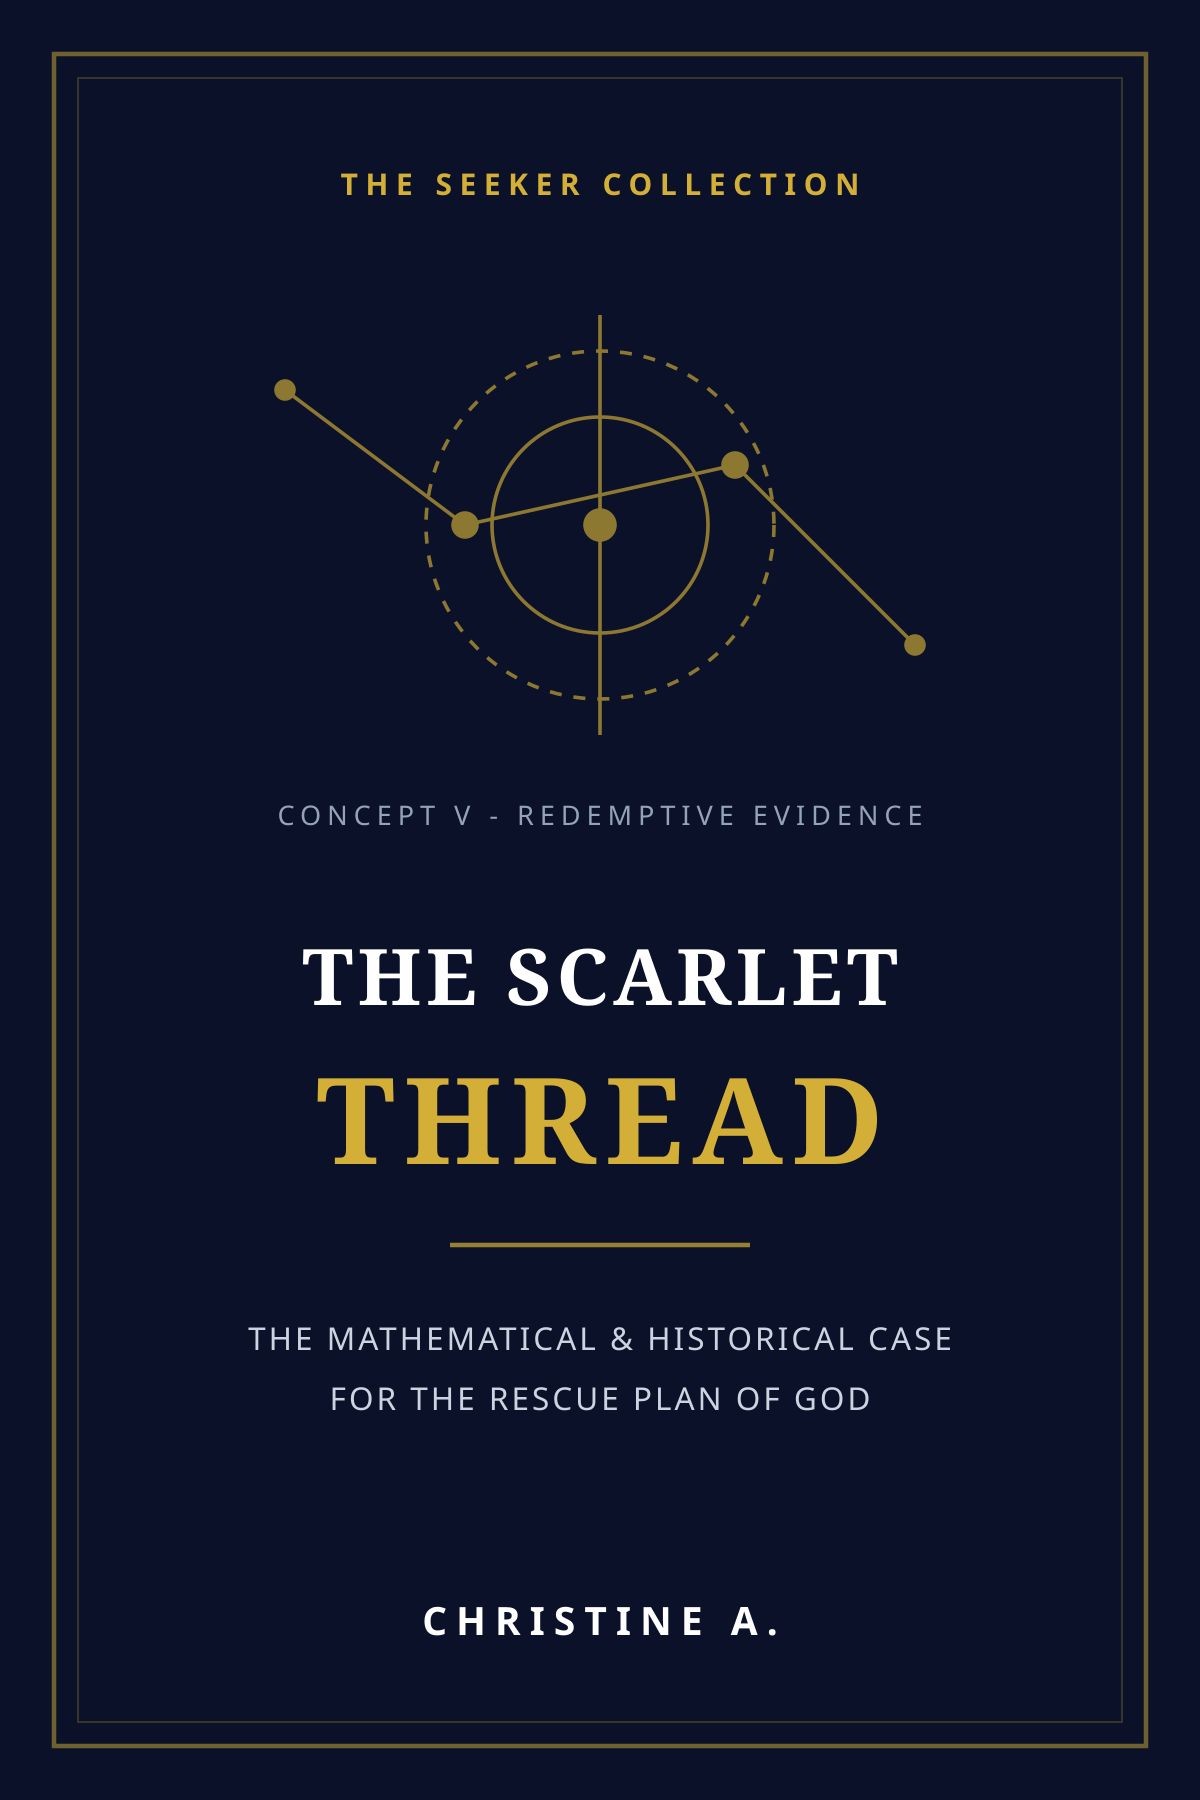 THE SEEKER COLLECTION
CONCEPT V - REDEMPTIVE EVIDENCE
THE SCARLET
THREAD
THE MATHEMATICAL & HISTORICAL CASE
FOR THE RESCUE PLAN OF GOD
CHRISTINE A.